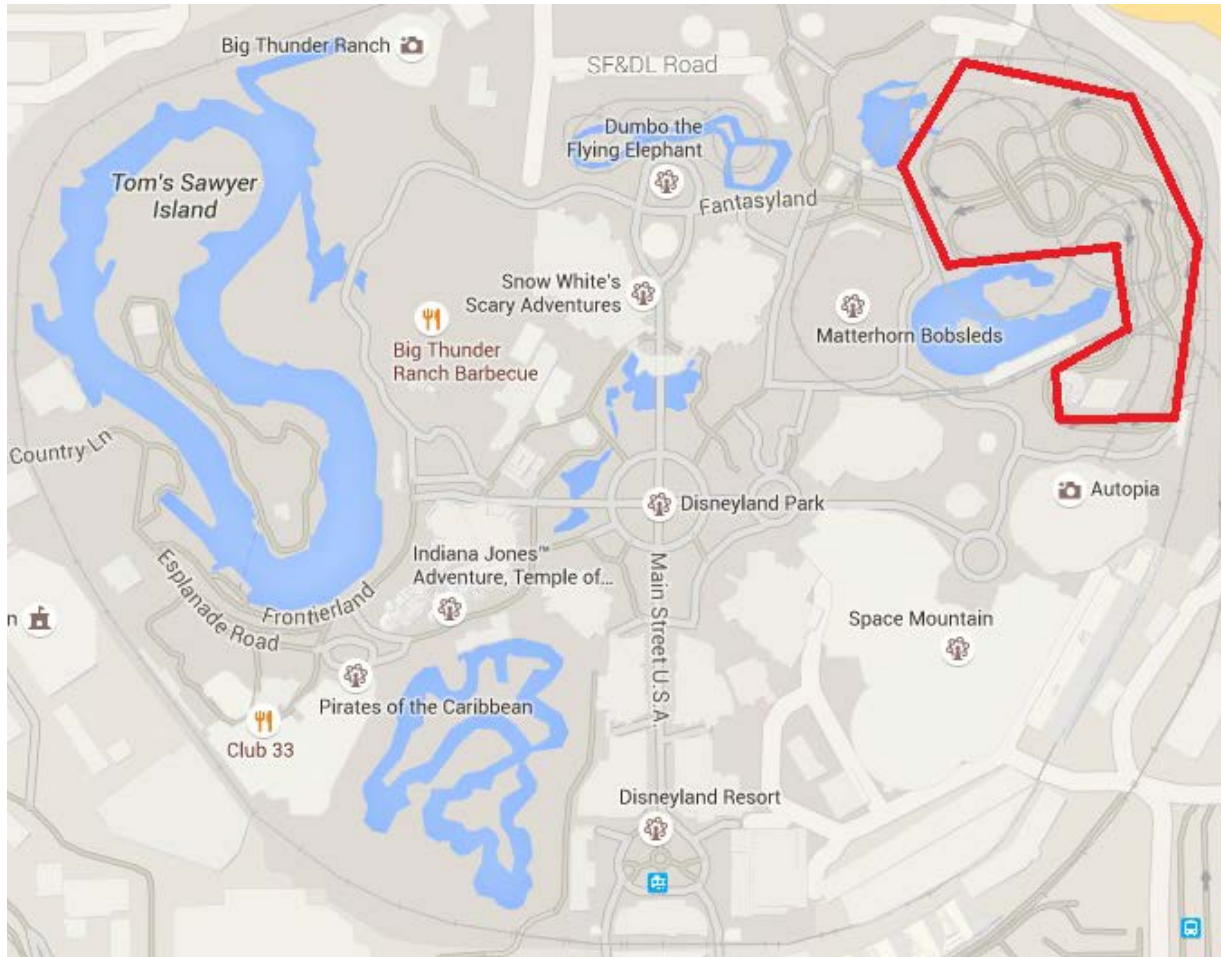 Big Thunder Ranch
SF&DL Road
Dumbo the
Flying Elephant
Tom's Sawyer
Island
Fantasyland
Snow White's
Scary Adventures
Matterhorn Bobsleds
Big Thunder
Ranch Barbecue
Country Ln
Autopia
Disneyland Park
Indiana Jones™
Adventure, Temple of...
Main Street U.S.A.
Esplanade Road
Frontierland
n
Space Mountain
Pirates of the Caribbean
Club 33
Disneyland Resort